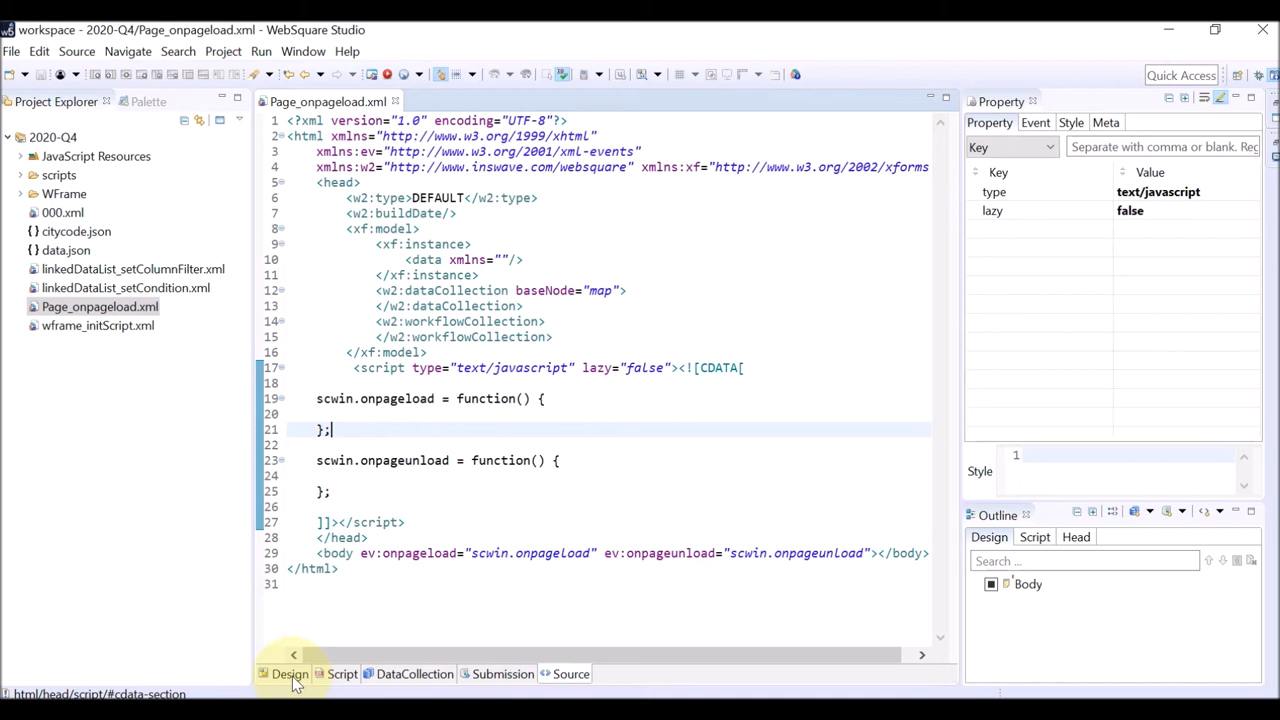 workspace - 2020-Q4/Page_onpageload.xml - WebSquare Studio
File Edit Source Navigate Search Project Run Window Help
Quick Access
Project Explorer Palette
2020-Q4
JavaScript Resources
scripts
WFrame
000.xml
citycode.json
data.json
linkedDataList_setColumnFilter.xml
linkedDataList_setCondition.xml
Page_onpageload.xml
wframe_initScript.xml
Page_onpageload.xml
1 <?xml version="1.0" encoding="UTF-8"?>
2 <html xmlns="http://www.w3.org/1999/xhtml"
3 xmlns:ev="http://www.w3.org/2001/xml-events"
4 xmlns:w2="http://www.inswave.com/websquare" xmlns:xf="http://www.w3.org/2002/xforms
5 <head>
6 <w2:type>DEFAULT</w2:type>
7 <w2:buildDate/>
8 <xf:model>
9 <xf:instance>
10 <data xmlns=""/>
11 </xf:instance>
12 <w2:dataCollection baseNode="map">
13 </w2:dataCollection>
14 <w2:workflowCollection>
15 </w2:workflowCollection>
16 </xf:model>
17 <script type="text/javascript" lazy="false"><![CDATA[
18
19 scwin.onpageload = function() {
20
21 };
22
23 scwin.onpageunload = function() {
24
25 };
26
27 ]]></script>
28 </head>
29 <body ev:onpageload="scwin.onpageload" ev:onpageunload="scwin.onpageunload"></body>
30 </html>
31
Design Script DataCollection Submission Source
html/head/script/#cdata-section
Property
Property Event Style Meta
Key Separate with comma or blank. Reg
Key Value
type text/javascript
lazy false
Style 1
Outline
Design Script Head
Search ...
Body